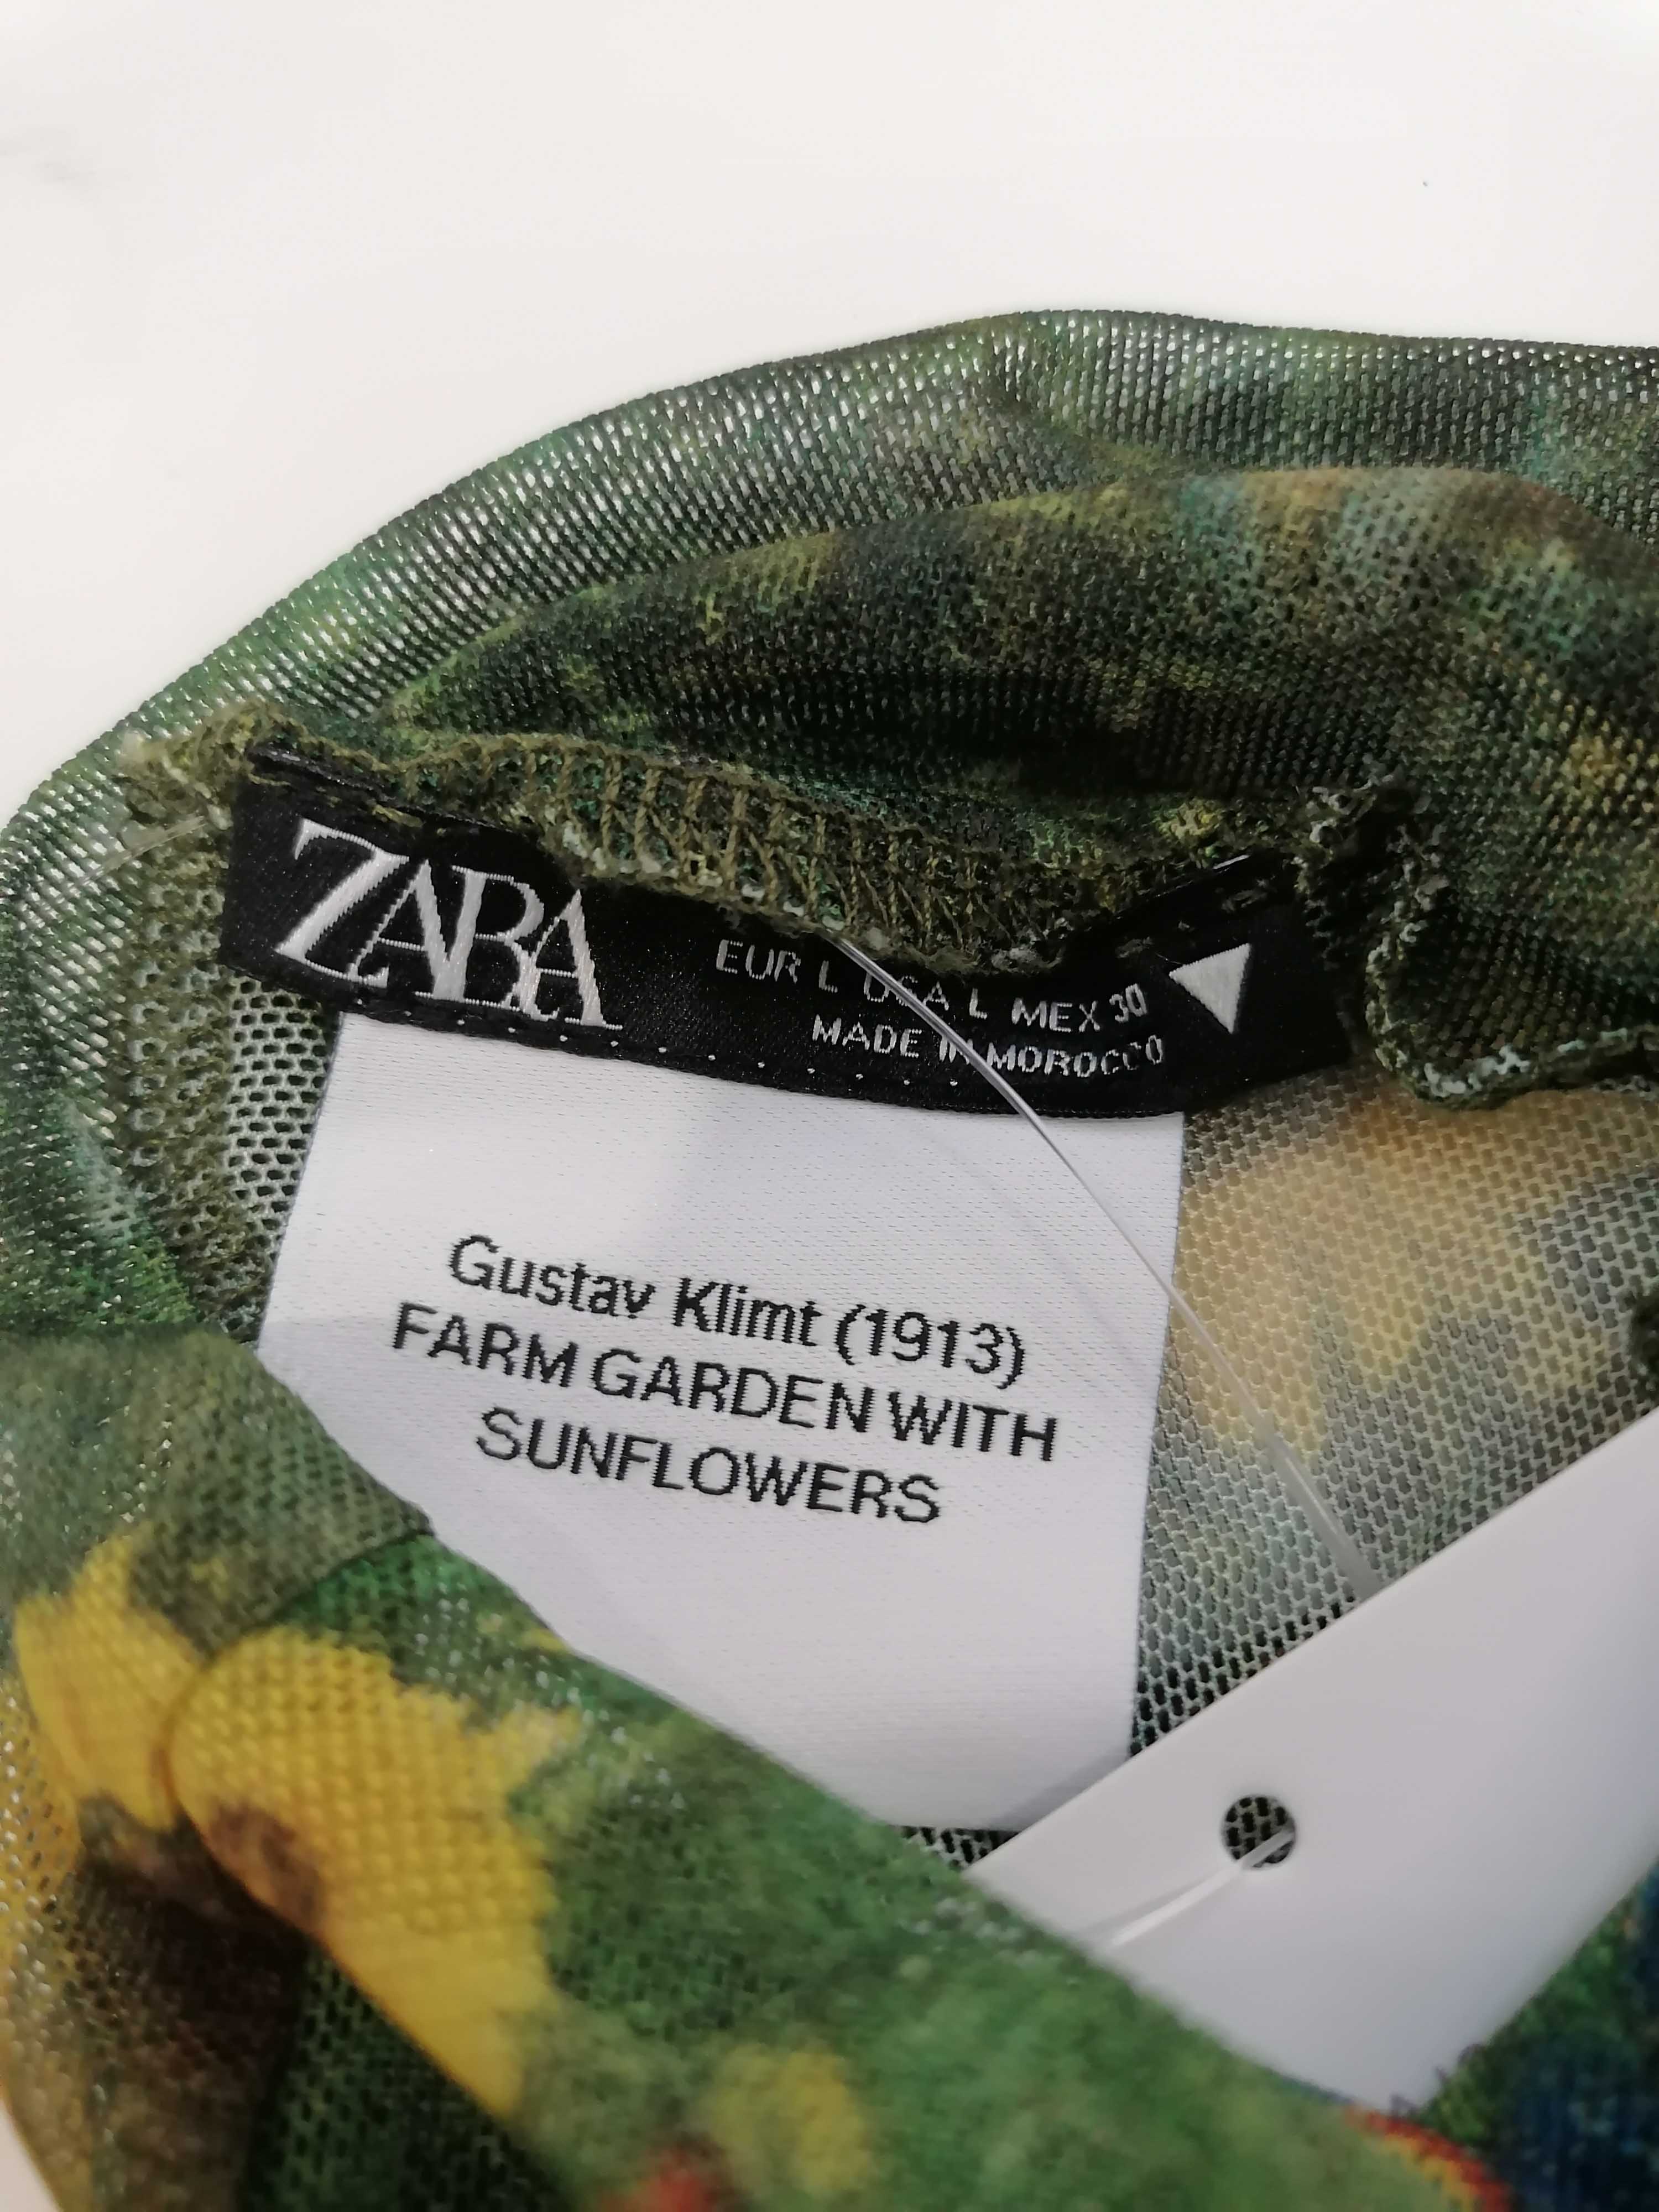 ZARA
EUR L USA L MEX 30
MADE IN MOROCCO
Gustav Klimt (1913)
FARM GARDEN WITH
SUNFLOWERS